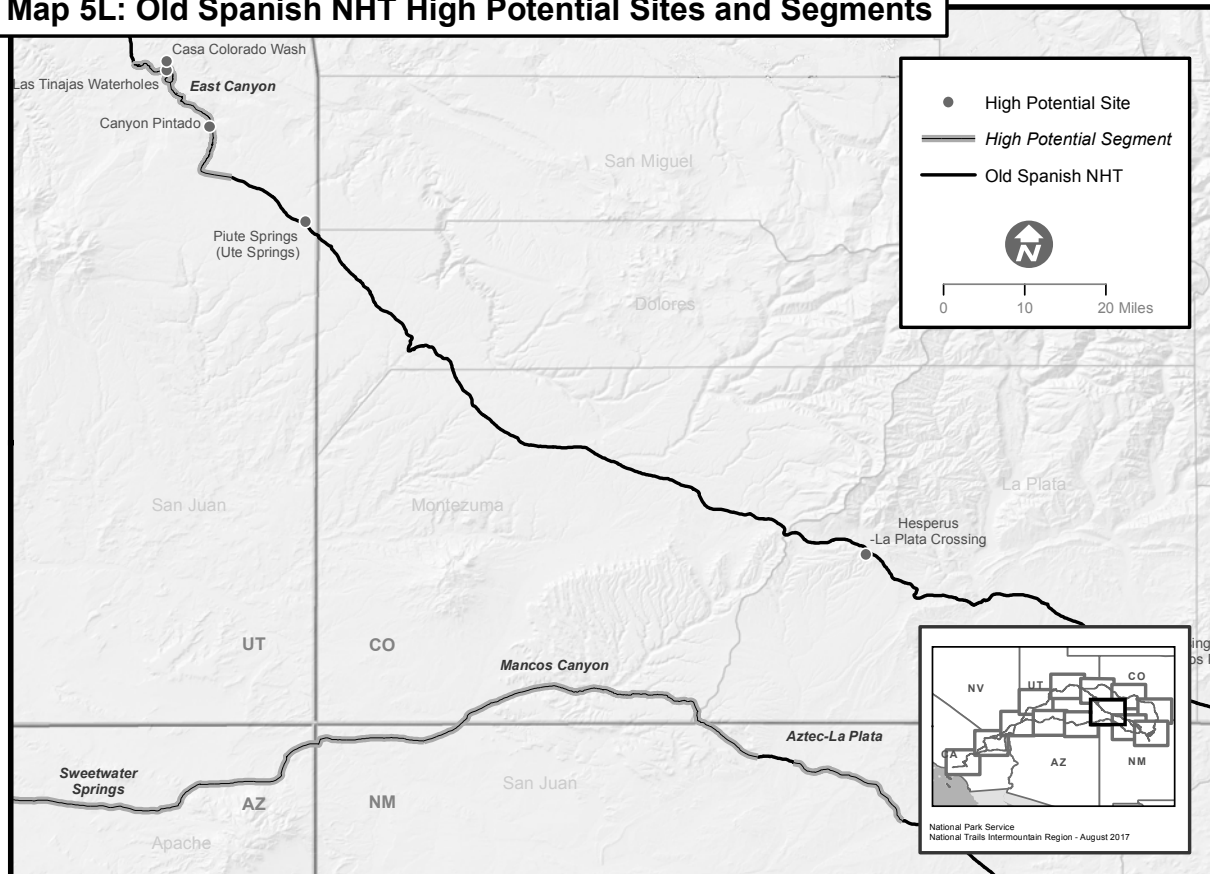 Map 5L: Old Spanish NHT High Potential Sites and Segments
Casa Colorado Wash
Las Tinajas Waterholes
East Canyon
Canyon Pintado
Piute Springs
(Ute Springs)
San Miguel
Dolores
High Potential Site
High Potential Segment
Old Spanish NHT
N
0 10 20 Miles
San Juan
Montezuma
La Plata
Hesperus
-La Plata Crossing
UT
CO
Mancos Canyon
Aztec-La Plata
Sweetwater
Springs
AZ
NM
San Juan
Apache
NV
UT
CO
CA
AZ
NM
National Park Service
National Trails Intermountain Region - August 2017